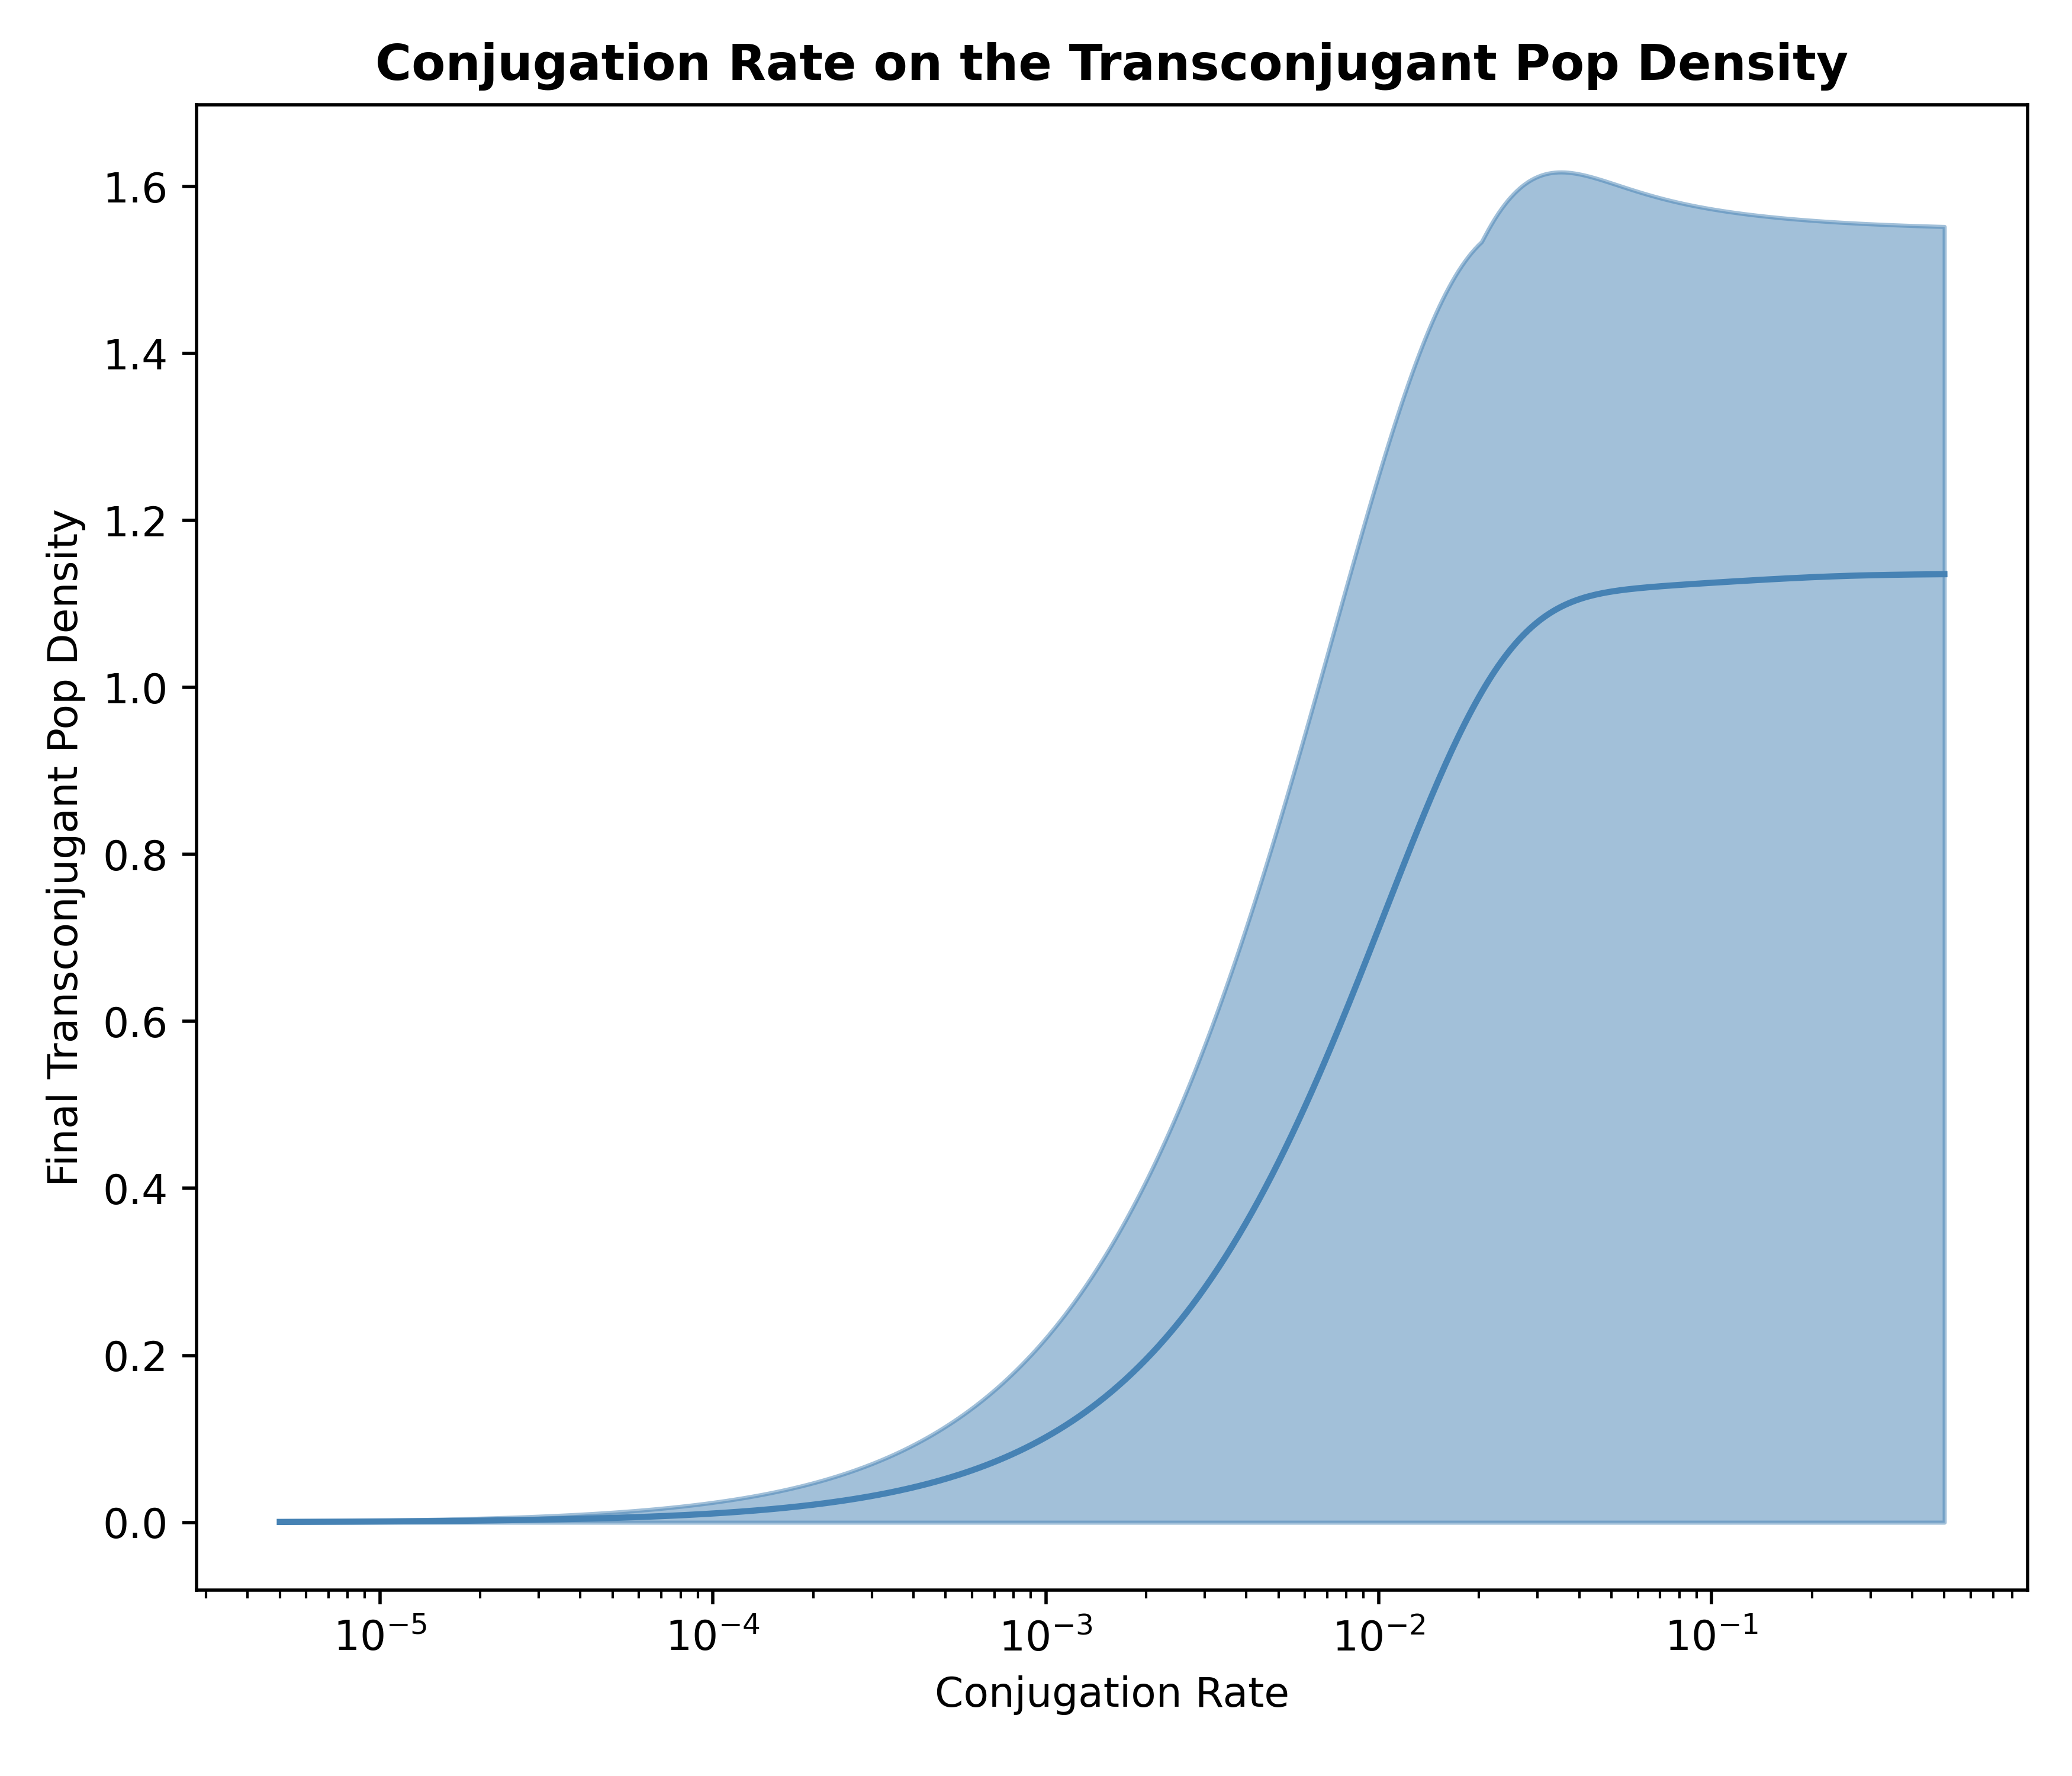 Conjugation Rate on the Transconjugant Pop Density
Final Transconjugant Pop Density
1.6
1.4
1.2
1.0
0.8
0.6
0.4
0.2
0.0
10⁻⁵ 10⁻⁴ 10⁻³ 10⁻² 10⁻¹
Conjugation Rate